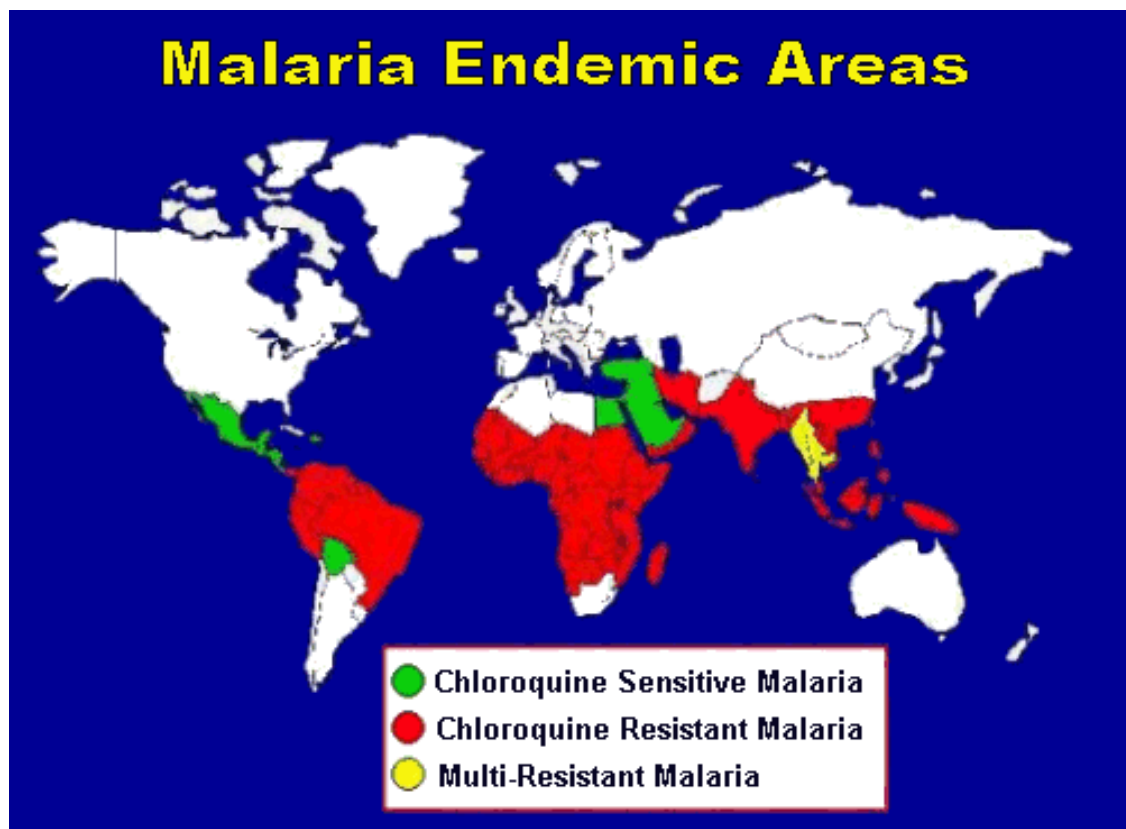 Malaria Endemic Areas
Chloroquine Sensitive Malaria
Chloroquine Resistant Malaria
Multi-Resistant Malaria